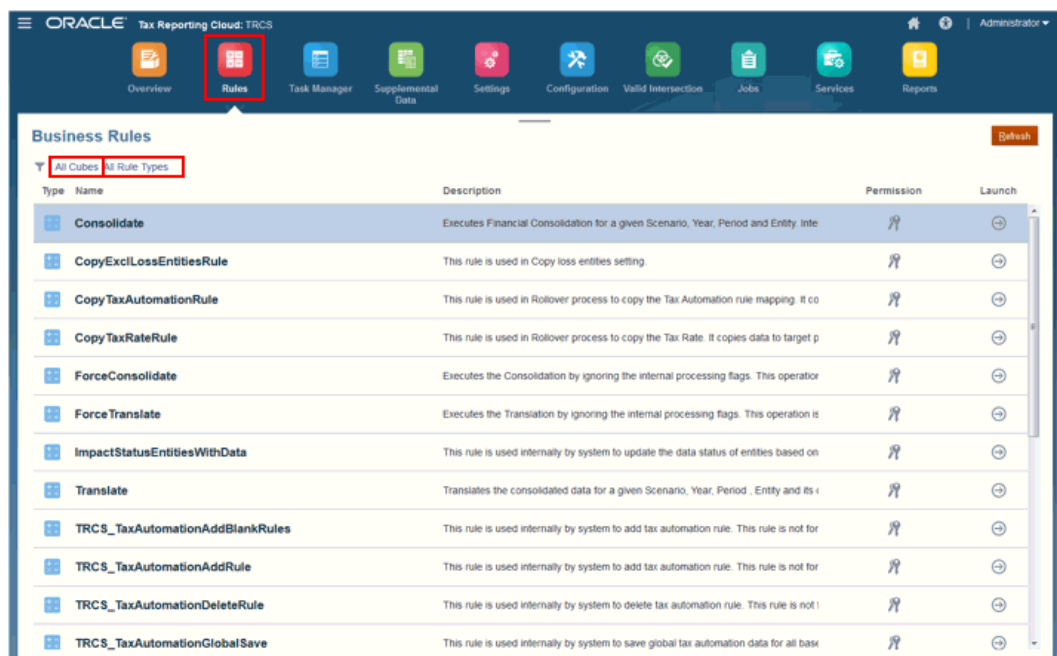 ORACLE Tax Reporting Cloud: TRCS Administrator
Overview Rules Task Manager Supplemental Data Settings Configuration Valid Intersection Jobs Services Reports
Business Rules Refresh
All Cubes All Rule Types
Type Name Description Permission Launch
Consolidate Executes Financial Consolidation for a given Scenario, Year, Period and Entity. Inte
CopyExclLossEntitiesRule This rule is used in Copy loss entities setting.
CopyTaxAutomationRule This rule is used in Rollover process to copy the Tax Automation rule mapping. It co
CopyTaxRateRule This rule is used in Rollover process to copy the Tax Rate. It copies data to target p
ForceConsolidate Executes the Consolidation by ignoring the internal processing flags. This operation
ForceTranslate Executes the Translation by ignoring the internal processing flags. This operation is
ImpactStatusEntitiesWithData This rule is used internally by system to update the data status of entities based on
Translate Translates the consolidated data for a given Scenario, Year, Period , Entity and its
TRCS_TaxAutomationAddBlankRules This rule is used internally by system to add tax automation rule. This rule is not for
TRCS_TaxAutomationAddRule This rule is used internally by system to add tax automation rule. This rule is not for
TRCS_TaxAutomationDeleteRule This rule is used internally by system to delete tax automation rule. This rule is not
TRCS_TaxAutomationGlobalSave This rule is used internally by system to save global tax automation data for all base